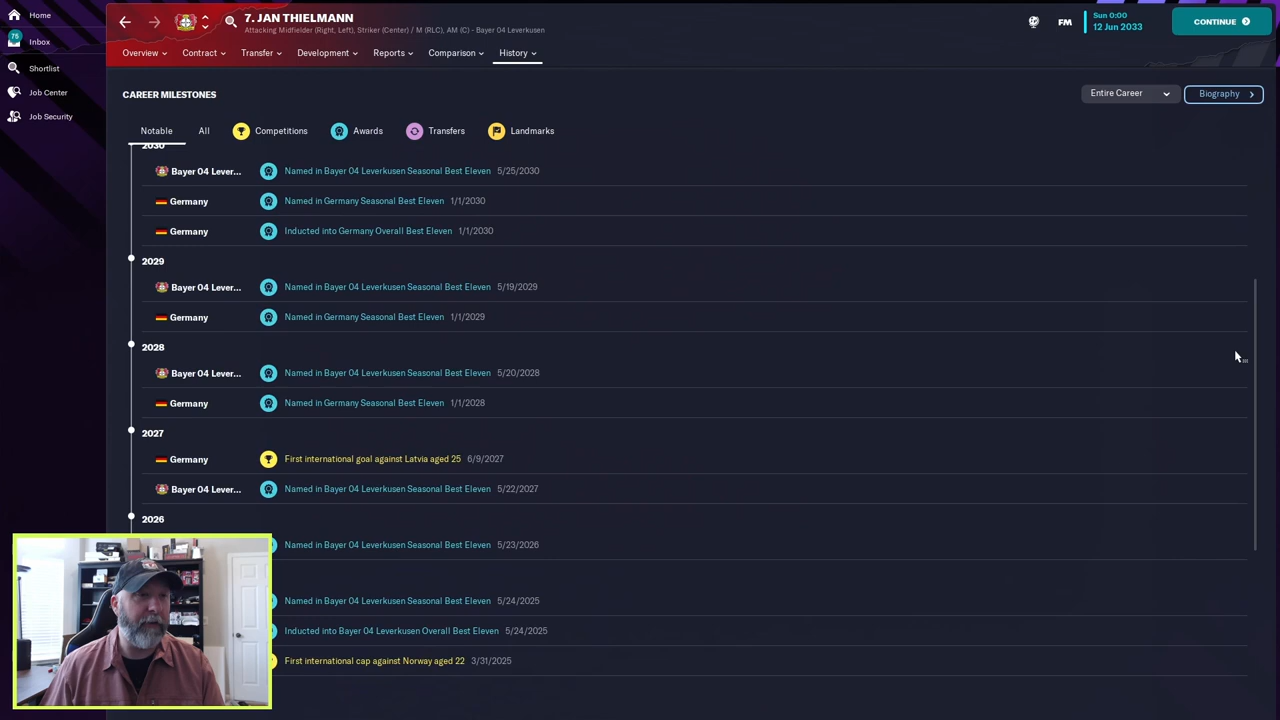 Home
75
Inbox
Shortlist
Job Center
Job Security
7. JAN THIELMANN
Attacking Midfielder (Right, Left), Striker (Center) / M (RLC), AM (C) - Bayer 04 Leverkusen
FM
Sun 0:00
12 Jun 2033
CONTINUE
Overview
Contract
Transfer
Development
Reports
Comparison
History
CAREER MILESTONES
Entire Career
Biography
Notable
All
Competitions
Awards
Transfers
Landmarks
2030
Bayer 04 Lever... Named in Bayer 04 Leverkusen Seasonal Best Eleven 5/25/2030
Germany Named in Germany Seasonal Best Eleven 1/1/2030
Germany Inducted into Germany Overall Best Eleven 1/1/2030
2029
Bayer 04 Lever... Named in Bayer 04 Leverkusen Seasonal Best Eleven 5/19/2029
Germany Named in Germany Seasonal Best Eleven 1/1/2029
2028
Bayer 04 Lever... Named in Bayer 04 Leverkusen Seasonal Best Eleven 5/20/2028
Germany Named in Germany Seasonal Best Eleven 1/1/2028
2027
Germany First international goal against Latvia aged 25 6/9/2027
Bayer 04 Lever... Named in Bayer 04 Leverkusen Seasonal Best Eleven 5/22/2027
2026
Named in Bayer 04 Leverkusen Seasonal Best Eleven 5/23/2026
Named in Bayer 04 Leverkusen Seasonal Best Eleven 5/24/2025
Inducted into Bayer 04 Leverkusen Overall Best Eleven 5/24/2025
First international cap against Norway aged 22 3/31/2025